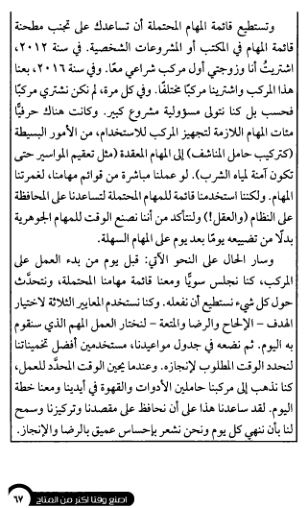 وتستطيع قائمة المهام المحتملة أن تساعدك على تجنب مطحنة
قائمة المهام في المكتب أو المشروعات الشخصية. في سنة ٢٠١٢،
اشتريتُ أنا وزوجتي أول مركب شراعي معًا. وفي سنة ٢٠١٦، بعنا
هذا المركب واشترينا مركبًا مختلفًا. وفي كل مرة، لم نكن نشتري مركبًا
فحسب بل كنا نتولى مسؤولية مشروع كبير. وكانت هناك حرفيًّا
مئات المهام اللازمة لتجهيز المركب للاستخدام، من الأمور البسيطة
(كتركيب حامل المناشف) إلى المهام المعقدة (مثل تعقيم المواسير حتى
تكون آمنة لمياه الشرب). لو عملنا مباشرة من قوائم مهامنا، لغمرتنا
المهام. ولكننا استخدمنا قائمة للمهام المحتملة لتساعدنا على المحافظة
على النظام (والعقل!) ولنتأكد من أننا نصنع الوقت للمهام الجوهرية
بدلًا من تضييعه يومًا بعد يوم على المهام السهلة.
وسار الحال على النحو الآتي: قبل يوم من بدء العمل على
المركب، كنا نجلس سويًّا ومعنا قائمة مهامنا المحتملة، ونتحدَّث
حول كل شيء نستطيع أن نفعله. وكنا نستخدم المعايير الثلاثة لاختيار
الهدف – الإلحاح والرضا والمتعة – لنختار العمل المهم الذي سنقوم
به اليوم. ثم نضعه في جدول مواعيدنا، مستخدمين أفضل تخميناتنا
لنحدد الوقت المطلوب لإنجازه. وعندما يحين الوقت المحدَّد للعمل،
كنا نذهب إلى مركبنا حاملين الأدوات والقهوة في أيدينا ومعنا خطة
اليوم. لقد ساعدنا هذا على أن نحافظ على مقصدنا وتركيزنا وسمح
لنا بأن ننهي كل يوم ونحن نشعر بإحساس عميق بالرضا والإنجاز.
اصنع وقتا أكثر من المتاح ٦٧